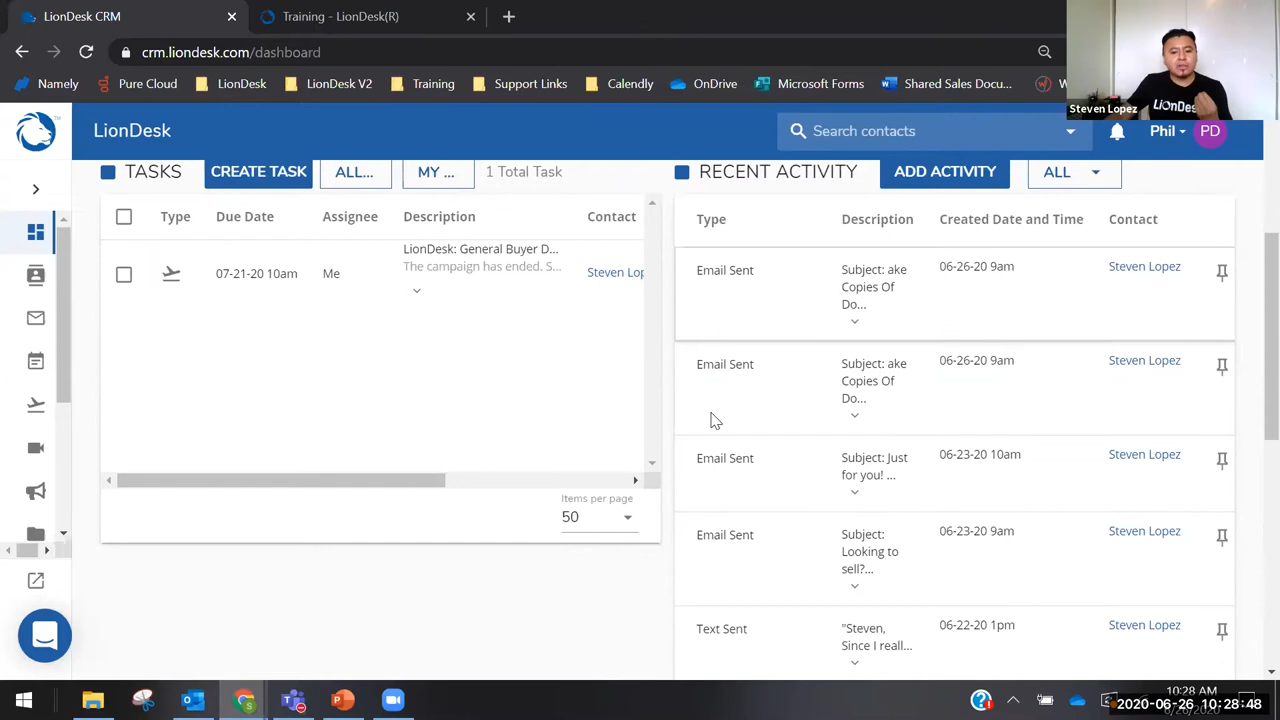 LionDesk CRM
Training - LionDesk(R)
crm.liondesk.com/dashboard
Namely
Pure Cloud
LionDesk
LionDesk V2
Training
Support Links
Calendly
OnDrive
Microsoft Forms
Shared Sales Docu...
Steven Lopez
LionDesk
Search contacts
Phil
PD
TASKS
CREATE TASK
ALL...
MY ...
1 Total Task
Type
Due Date
Assignee
Description
Contact
07-21-20 10am
Me
LionDesk: General Buyer D...
The campaign has ended. S...
Steven Lop
Items per page
50
RECENT ACTIVITY
ADD ACTIVITY
ALL
Type
Description
Created Date and Time
Contact
Email Sent
Subject: ake
Copies Of
Do...
06-26-20 9am
Steven Lopez
Email Sent
Subject: ake
Copies Of
Do...
06-26-20 9am
Steven Lopez
Email Sent
Subject: Just
for you! ...
06-23-20 10am
Steven Lopez
Email Sent
Subject:
Looking to
sell?...
06-23-20 9am
Steven Lopez
Text Sent
"Steven,
Since I reall...
06-22-20 1pm
Steven Lopez
10:28 AM
2020-06-26 10:28:48